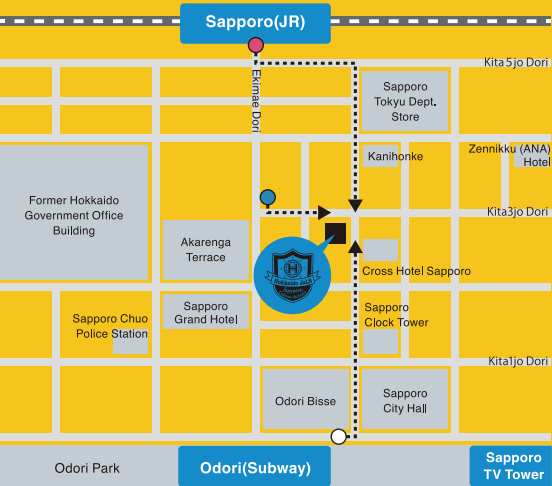 Sapporo(JR)
Kita5jo Dori
Ekimae Dori
Sapporo
Tokyu Dept.
Store
Kanihonke
Zennikku (ANA)
Hotel
Former Hokkaido
Government Office
Building
Kita3jo Dori
Akarenga
Terrace
Cross Hotel Sapporo
Sapporo Chuo
Police Station
Sapporo
Grand Hotel
Sapporo
Clock Tower
Kita1jo Dori
Odori Bisse
Sapporo
City Hall
Odori Park
Odori(Subway)
Sapporo
TV Tower